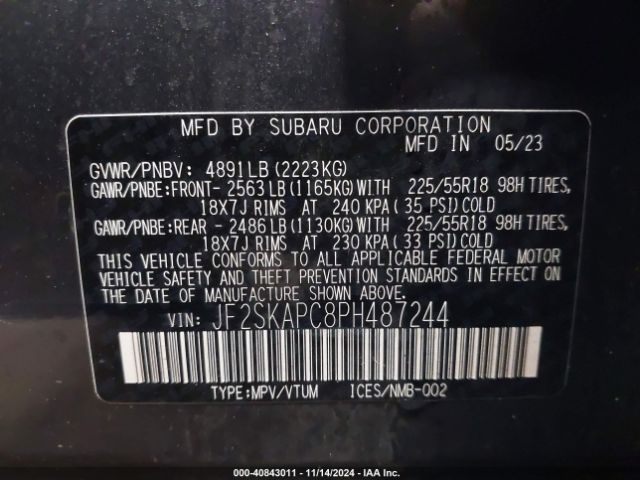 MFD BY SUBARU CORPORATION
MFD IN 05/23
GVWR/PNBV: 4891LB (2223KG)
GAWR/PNBE:FRONT- 2563LB (1165KG) WITH 225/55R18 98H TIRES,
18X7J RIMS AT 240 KPA (35 PSI) COLD
GAWR/PNBE:REAR - 2486LB (1130KG) WITH 225/55R18 98H TIRES,
18X7J RIMS AT 230 KPA (33 PSI) COLD
THIS VEHICLE CONFORMS TO ALL APPLICABLE FEDERAL MOTOR
VEHICLE SAFETY AND THEFT PREVENTION STANDARDS IN EFFECT ON
THE DATE OF MANUFACTURE SHOWN ABOVE.
VIN: JF2SKAPC8PH487244
TYPE:MPV/VTUM ICES/NMB-002
000-40843011 - 11/14/2024 - IAA Inc.